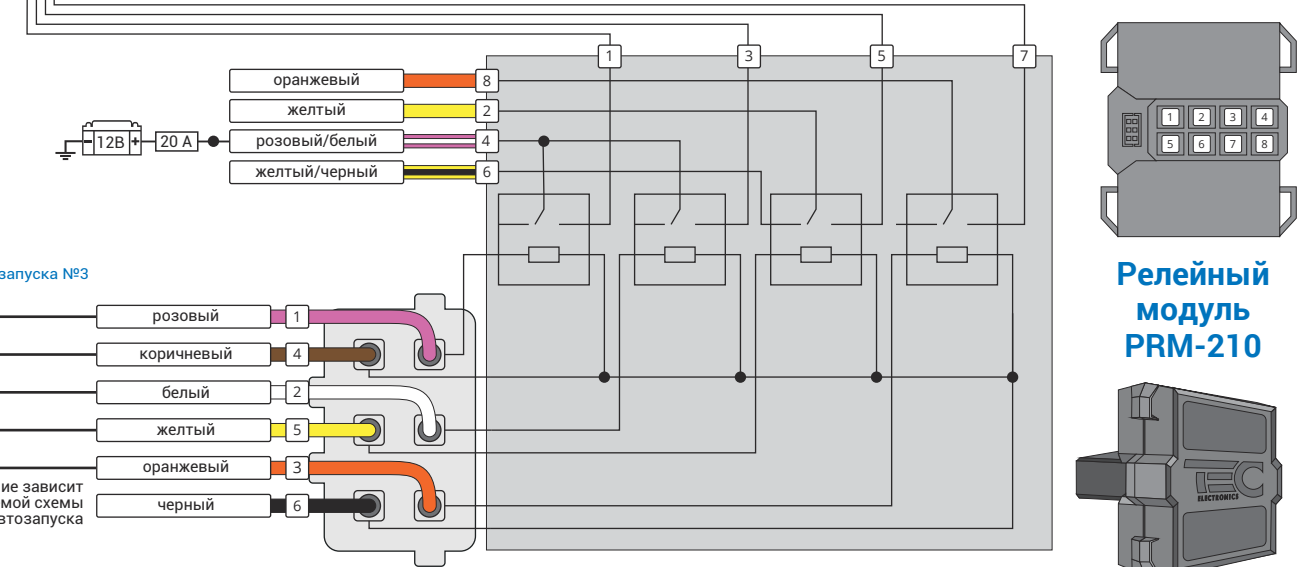 1
3
5
7
оранжевый
8
желтый
2
12В
20 А
розовый/белый
4
желтый/черный
6
1 2 3 4
5 6 7 8
запуска №3
Релейный
модуль
PRM-210
розовый
1
коричневый
4
белый
2
желтый
5
оранжевый
3
ие зависит
мой схемы
втозапуска
черный
6
TEC
ELECTRONICS